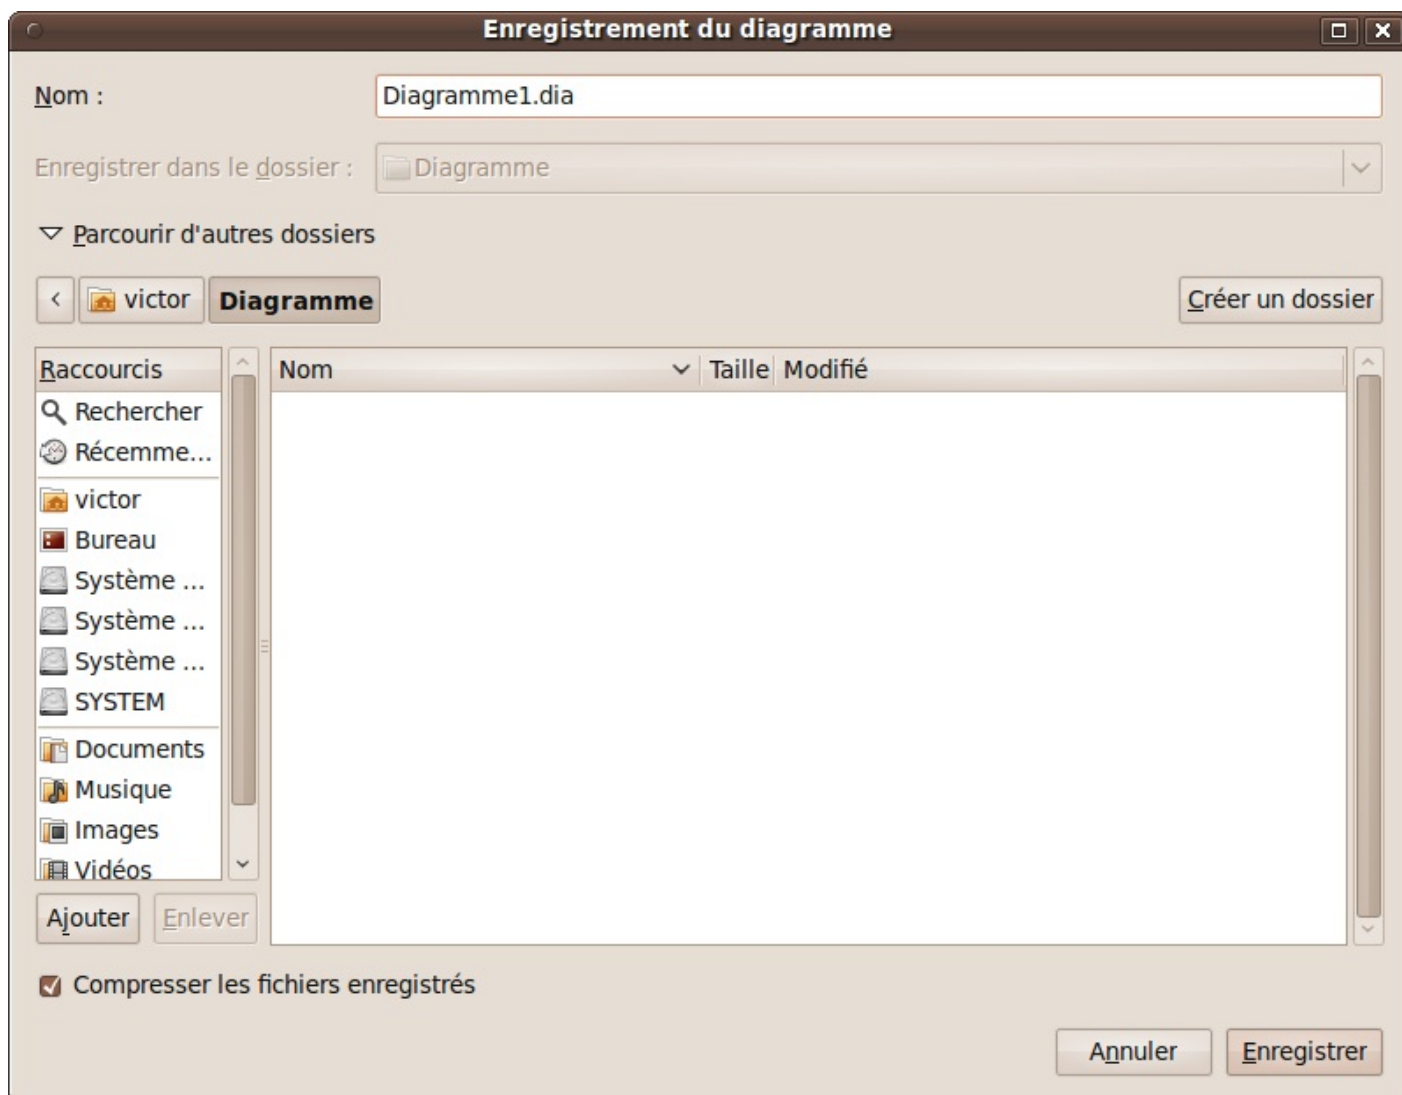 Enregistrement du diagramme
Nom :
Diagramme1.dia
Enregistrer dans le dossier :
Diagramme
Parcourir d'autres dossiers
victor
Diagramme
Créer un dossier
Raccourcis
Nom
Taille
Modifié
Rechercher
Récemme...
victor
Bureau
Système ...
Système ...
Système ...
SYSTEM
Documents
Musique
Images
Vidéos
Ajouter
Enlever
Compresser les fichiers enregistrés
Annuler
Enregistrer